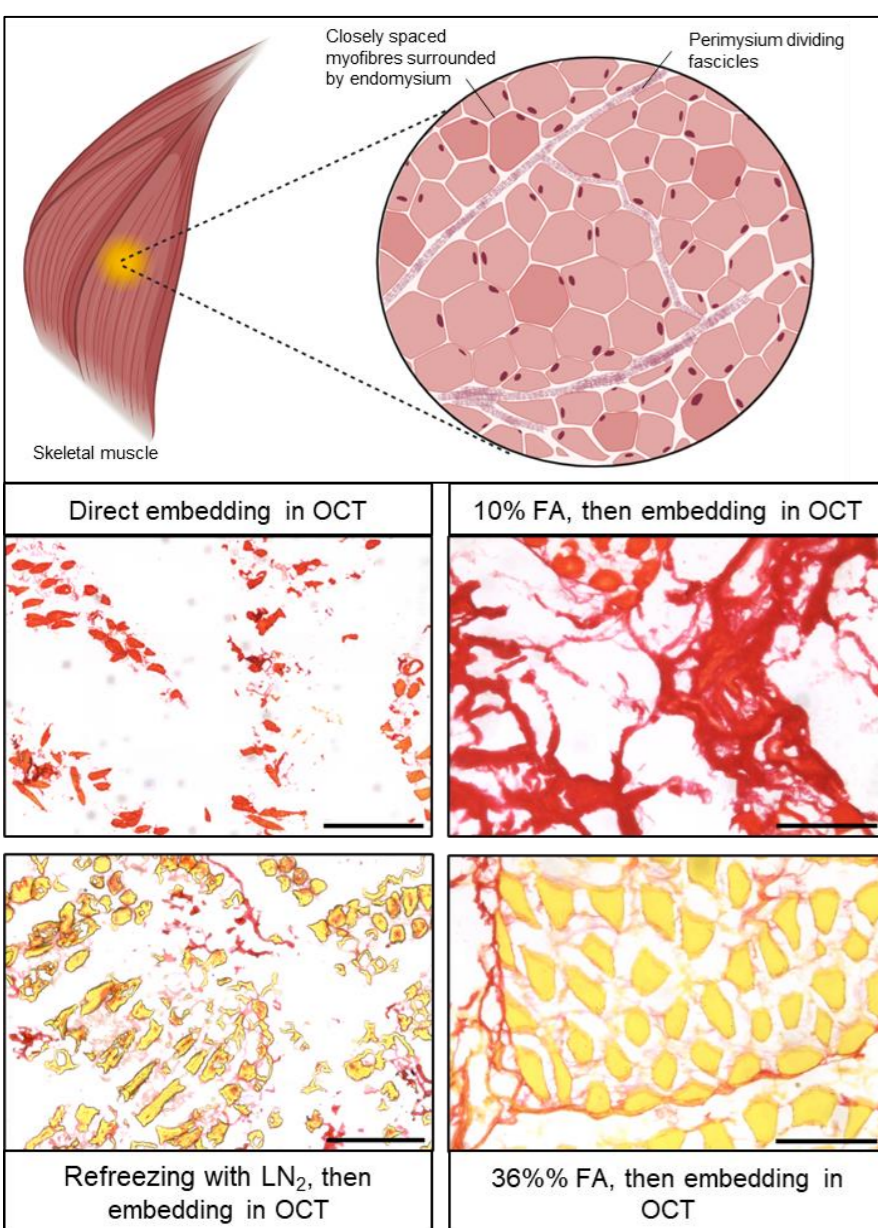 Closely spaced
myofibres surrounded
by endomysium
Perimysium dividing
fascicles
Skeletal muscle
Direct embedding in OCT
10% FA, then embedding in OCT
Refreezing with LN₂, then
embedding in OCT
36%% FA, then embedding in
OCT